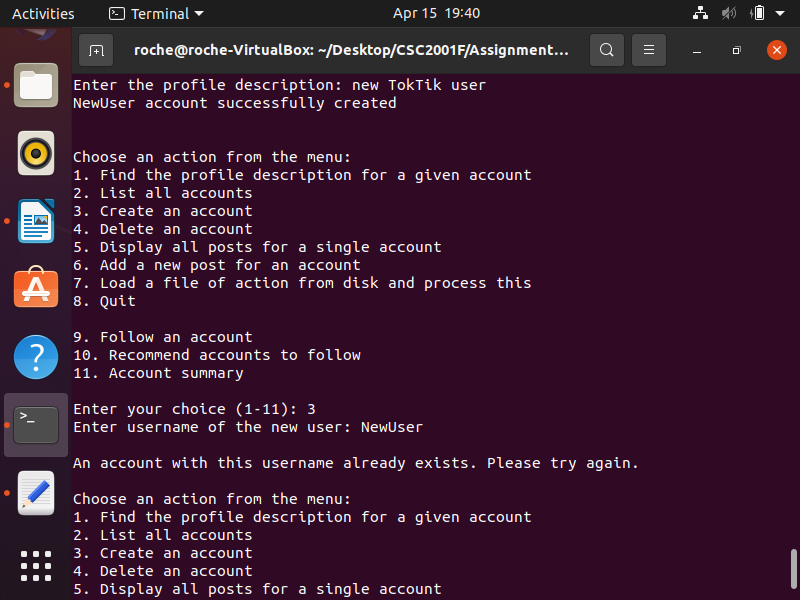 Activities
Terminal
Apr 15 19:40
roche@roche-VirtualBox: ~/Desktop/CSC2001F/Assignment...
Enter the profile description: new TokTik user
NewUser account successfully created
Choose an action from the menu:
1. Find the profile description for a given account
2. List all accounts
3. Create an account
4. Delete an account
5. Display all posts for a single account
6. Add a new post for an account
7. Load a file of action from disk and process this
8. Quit
9. Follow an account
10. Recommend accounts to follow
11. Account summary
Enter your choice (1-11): 3
Enter username of the new user: NewUser
An account with this username already exists. Please try again.
Choose an action from the menu:
1. Find the profile description for a given account
2. List all accounts
3. Create an account
4. Delete an account
5. Display all posts for a single account